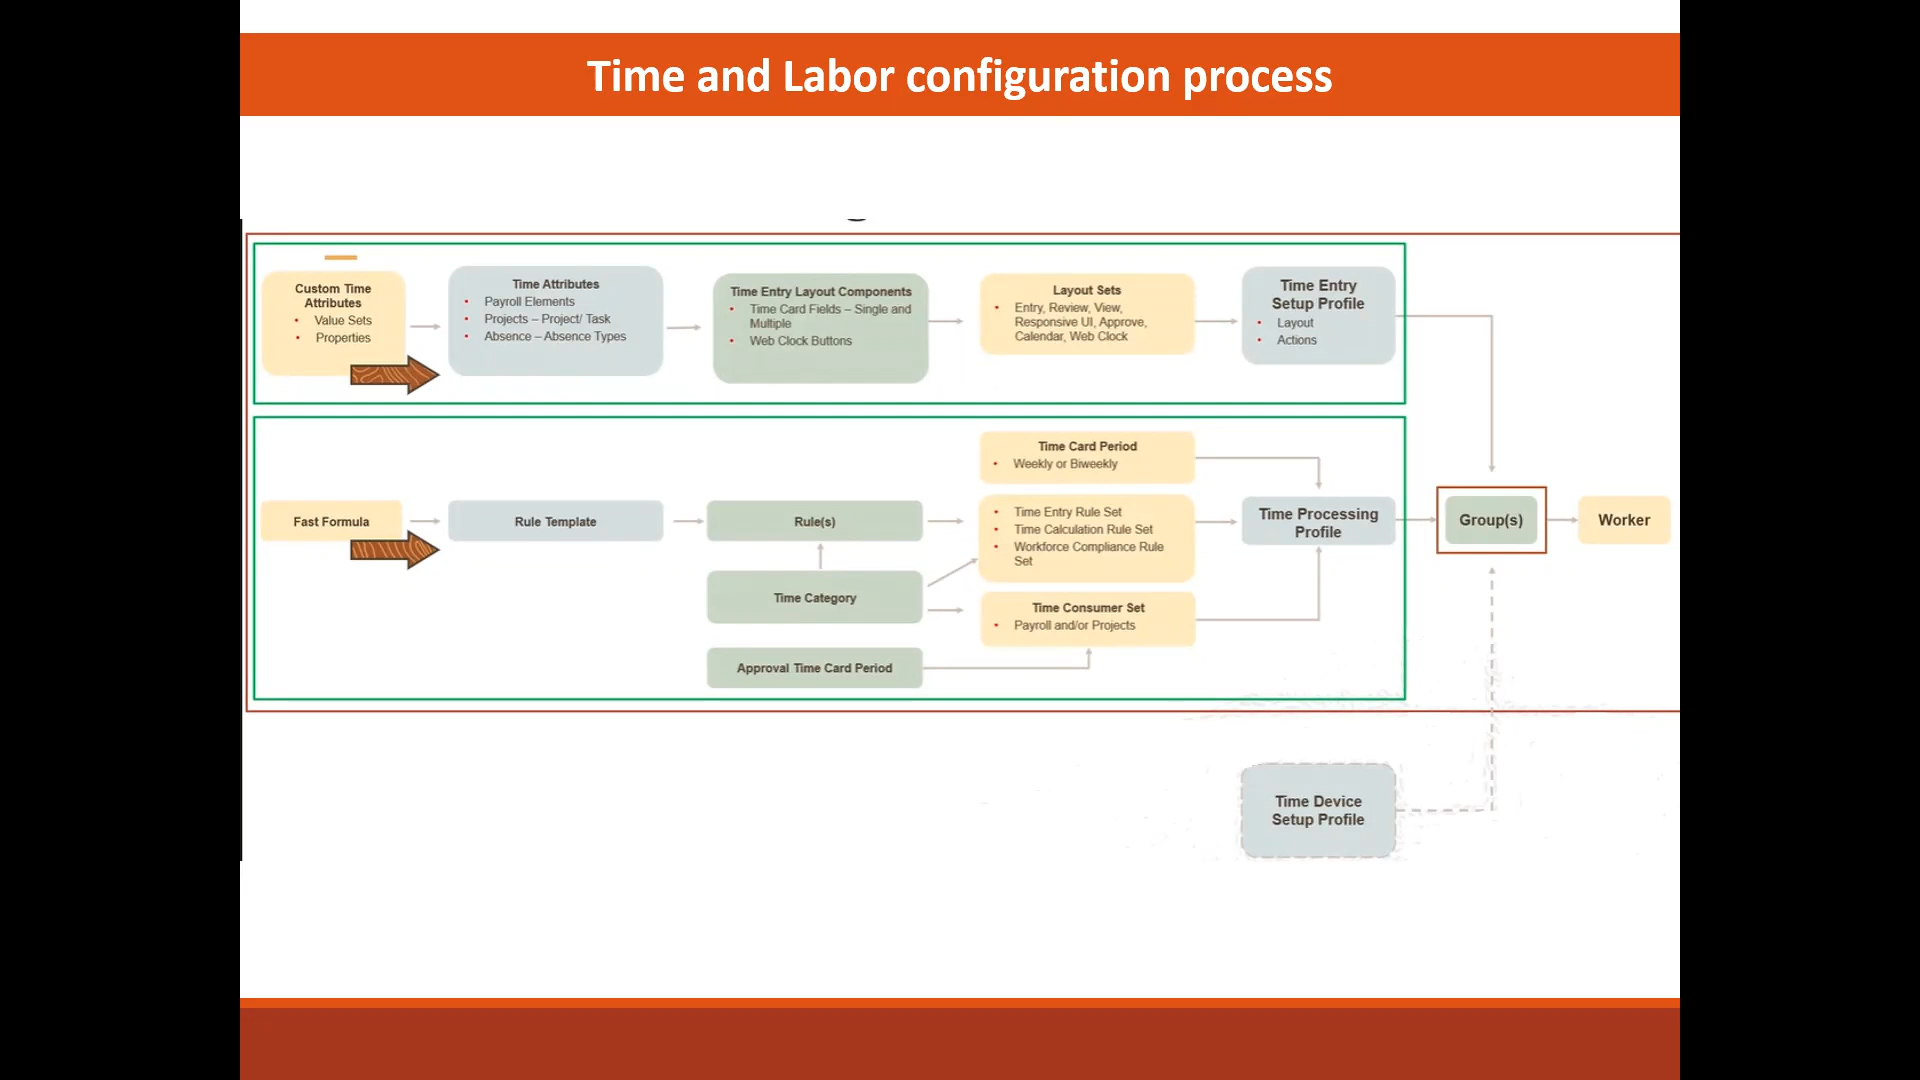 Time and Labor configuration process
Custom Time
Attributes
• Value Sets
• Properties
Time Attributes
• Payroll Elements
• Projects – Project/ Task
• Absence – Absence Types
Time Entry Layout Components
• Time Card Fields – Single and
Multiple
• Web Clock Buttons
Layout Sets
• Entry, Review, View,
Responsive UI, Approve,
Calendar, Web Clock
Time Entry
Setup Profile
• Layout
• Actions
Time Card Period
• Weekly or Biweekly
Fast Formula
Rule Template
Rule(s)
• Time Entry Rule Set
• Time Calculation Rule Set
• Workforce Compliance Rule
Set
Time Processing
Profile
Group(s)
Worker
Time Category
Time Consumer Set
• Payroll and/or Projects
Approval Time Card Period
Time Device
Setup Profile